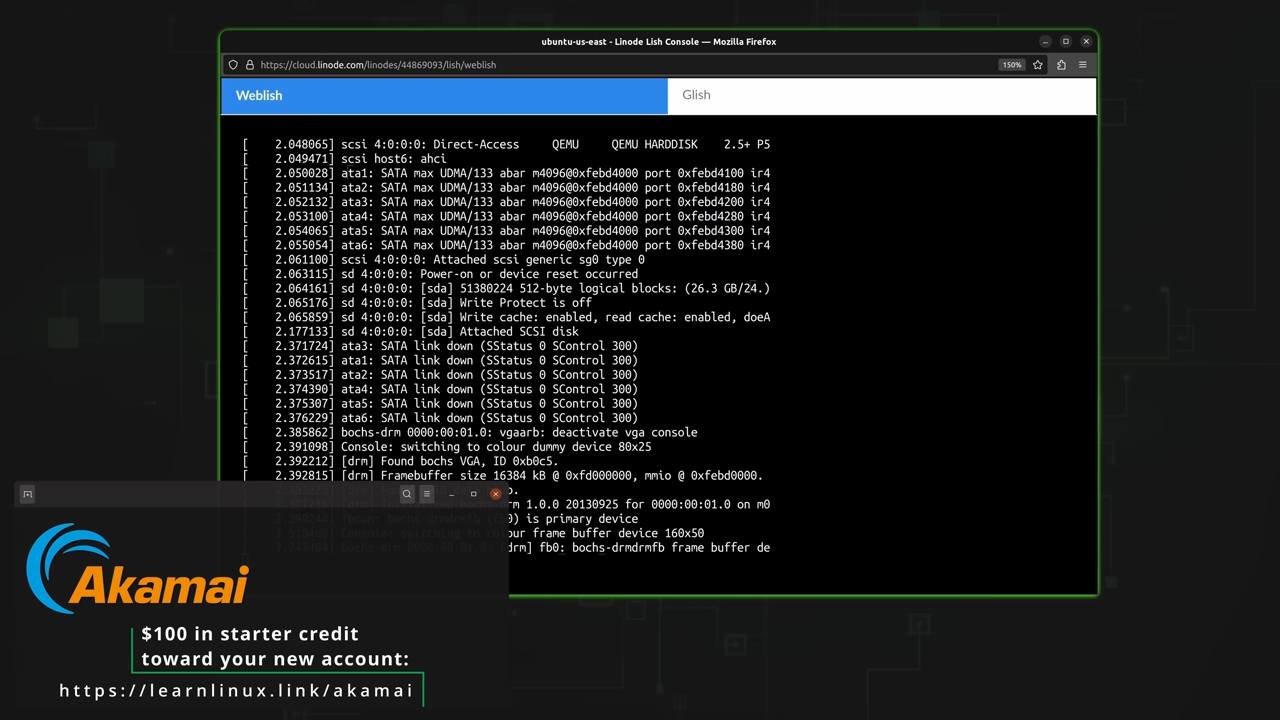 ubuntu-us-east - Linode Lish Console — Mozilla Firefox
https://cloud.linode.com/linodes/44869093/lish/weblish
150%
Weblish
Glish
[    2.048065] scsi 4:0:0:0: Direct-Access     QEMU     QEMU HARDDISK    2.5+ P5
[    2.049471] scsi host6: ahci
[    2.050028] ata1: SATA max UDMA/133 abar m4096@0xfebd4000 port 0xfebd4100 ir4
[    2.051134] ata2: SATA max UDMA/133 abar m4096@0xfebd4000 port 0xfebd4180 ir4
[    2.052132] ata3: SATA max UDMA/133 abar m4096@0xfebd4000 port 0xfebd4200 ir4
[    2.053100] ata4: SATA max UDMA/133 abar m4096@0xfebd4000 port 0xfebd4280 ir4
[    2.054065] ata5: SATA max UDMA/133 abar m4096@0xfebd4000 port 0xfebd4300 ir4
[    2.055054] ata6: SATA max UDMA/133 abar m4096@0xfebd4000 port 0xfebd4380 ir4
[    2.061100] scsi 4:0:0:0: Attached scsi generic sg0 type 0
[    2.063115] sd 4:0:0:0: Power-on or device reset occurred
[    2.064161] sd 4:0:0:0: [sda] 51380224 512-byte logical blocks: (26.3 GB/24.)
[    2.065176] sd 4:0:0:0: [sda] Write Protect is off
[    2.065859] sd 4:0:0:0: [sda] Write cache: enabled, read cache: enabled, doeA
[    2.177133] sd 4:0:0:0: [sda] Attached SCSI disk
[    2.371724] ata3: SATA link down (SStatus 0 SControl 300)
[    2.372615] ata1: SATA link down (SStatus 0 SControl 300)
[    2.373517] ata2: SATA link down (SStatus 0 SControl 300)
[    2.374390] ata4: SATA link down (SStatus 0 SControl 300)
[    2.375307] ata5: SATA link down (SStatus 0 SControl 300)
[    2.376229] ata6: SATA link down (SStatus 0 SControl 300)
[    2.385862] bochs-drm 0000:00:01.0: vgaarb: deactivate vga console
[    2.391098] Console: switching to colour dummy device 80x25
[    2.392212] [drm] Found bochs VGA, ID 0xb0c5.
[    2.392815] [drm] Framebuffer size 16384 kB @ 0xfd000000, mmio @ 0xfebd0000.
1.0.0 20130925 for 0000:00:01.0 on m0
is primary device
Console: switching to colour frame buffer device 160x50
[drm] fb0: bochs-drmdrmfb frame buffer de
Akamai
$100 in starter credit
toward your new account:
https://learnlinux.link/akamai